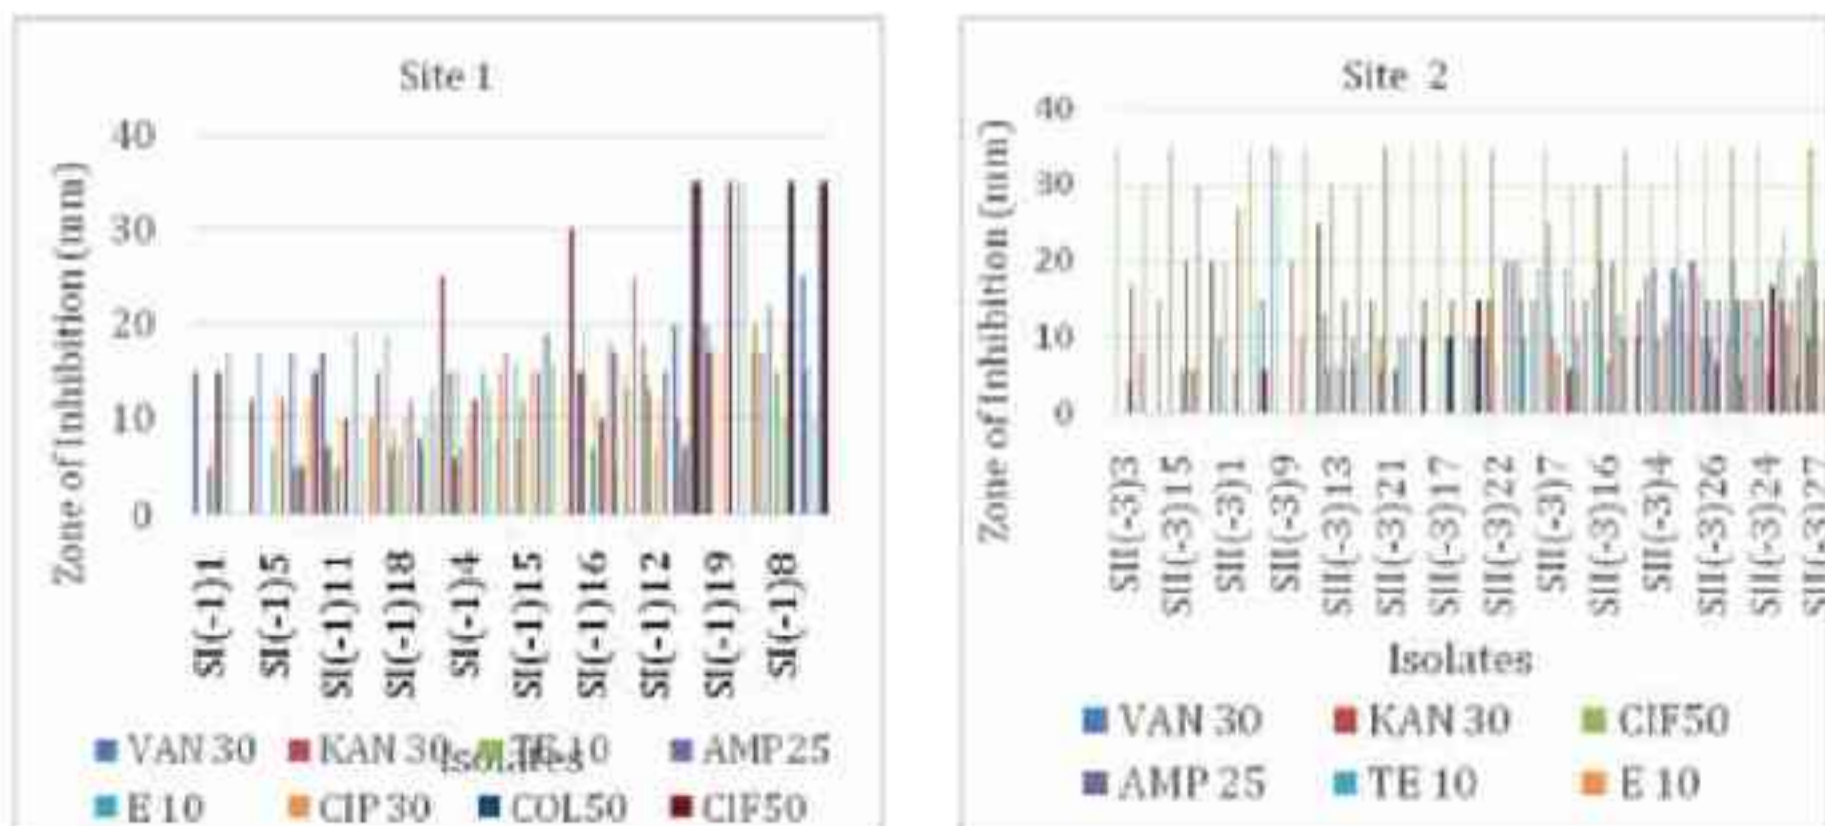 Site 1
40
30
20
10
0
Zone of Inhibition (mm)
SI(-1)1
SI(-1)5
SI(-1)11
SI(-1)18
SI(-1)4
SI(-1)15
SI(-1)16
SI(-1)12
SI(-1)19
SI(-1)8
Isolates
VAN 30 KAN 30 TE 10 AMP 25
E 10 CIP 30 COL50 CIF50
Site 2
40
30
20
10
0
Zone of Inhibition (mm)
SII(-3)3
SII(-3)15
SII(-3)1
SII(-3)9
SII(-3)13
SII(-3)21
SII(-3)17
SII(-3)22
SII(-3)7
SII(-3)16
SII(-3)4
SII(-3)26
SII(-3)24
SII(-3)27
Isolates
VAN 30 KAN 30 CIF50
AMP 25 TE 10 E 10